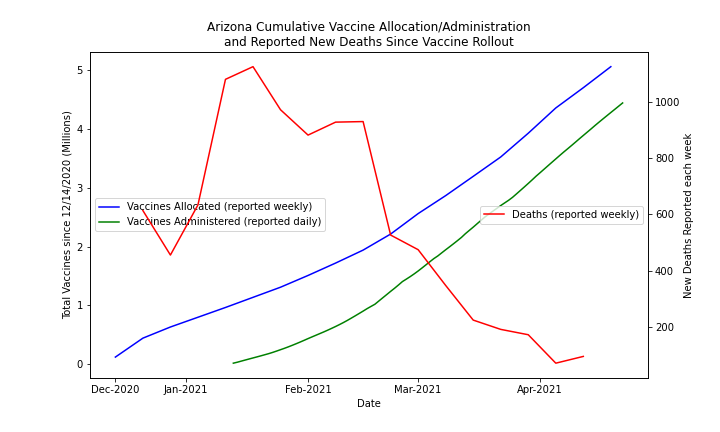 Arizona Cumulative Vaccine Allocation/Administration
and Reported New Deaths Since Vaccine Rollout
Total Vaccines since 12/14/2020 (Millions)
5
4
3
2
1
0
Vaccines Allocated (reported weekly)
Vaccines Administered (reported daily)
Deaths (reported weekly)
1000
800
600
400
200
New Deaths Reported each week
Dec-2020 Jan-2021 Feb-2021 Mar-2021 Apr-2021
Date